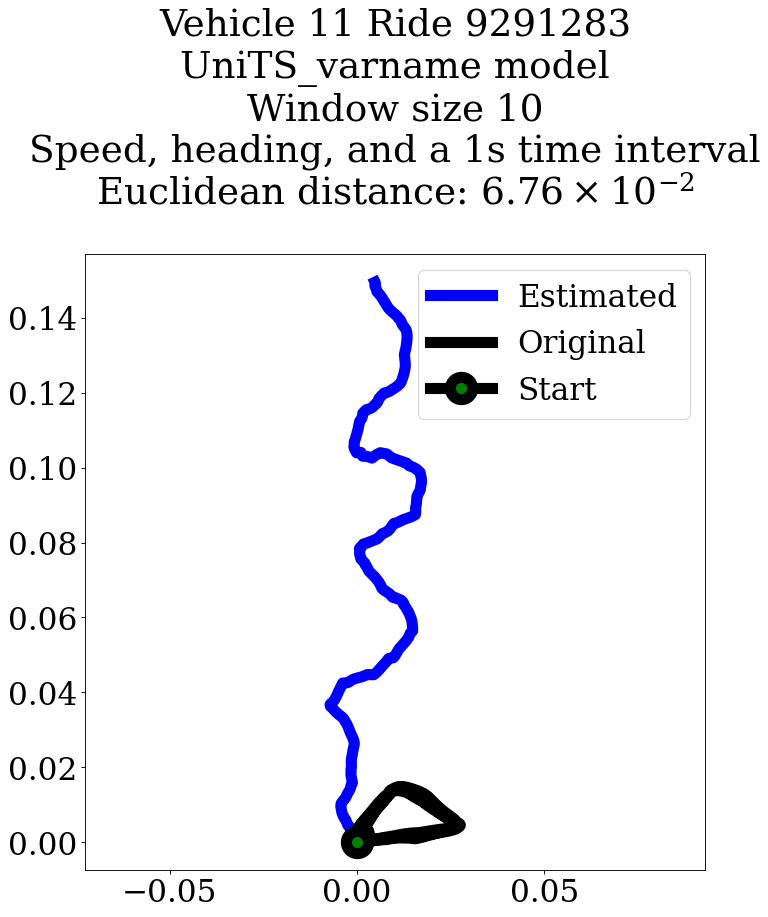 Vehicle 11 Ride 9291283
UniTS_varname model
Window size 10
Speed, heading, and a 1s time interval
Euclidean distance: 6.76 × 10⁻²
Estimated
Original
Start
0.14
0.12
0.10
0.08
0.06
0.04
0.02
0.00
−0.05
0.00
0.05